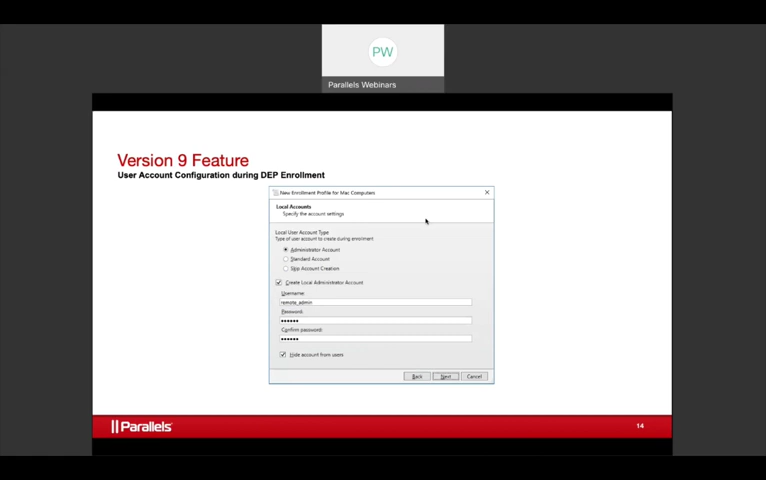 PW
Parallels Webinars
Version 9 Feature
User Account Configuration during DEP Enrollment
New Enrollment Profile for Mac Computers
Local Accounts
Specify the account settings
Local User Account Type
Type of user account to create during enrollment
Administrator Account
Standard Account
Skip Account Creation
Create Local Administrator Account
Username:
remote_admin
Password:
••••••
Confirm password:
••••••
Hide account from users
Back Next Cancel
Parallels
14